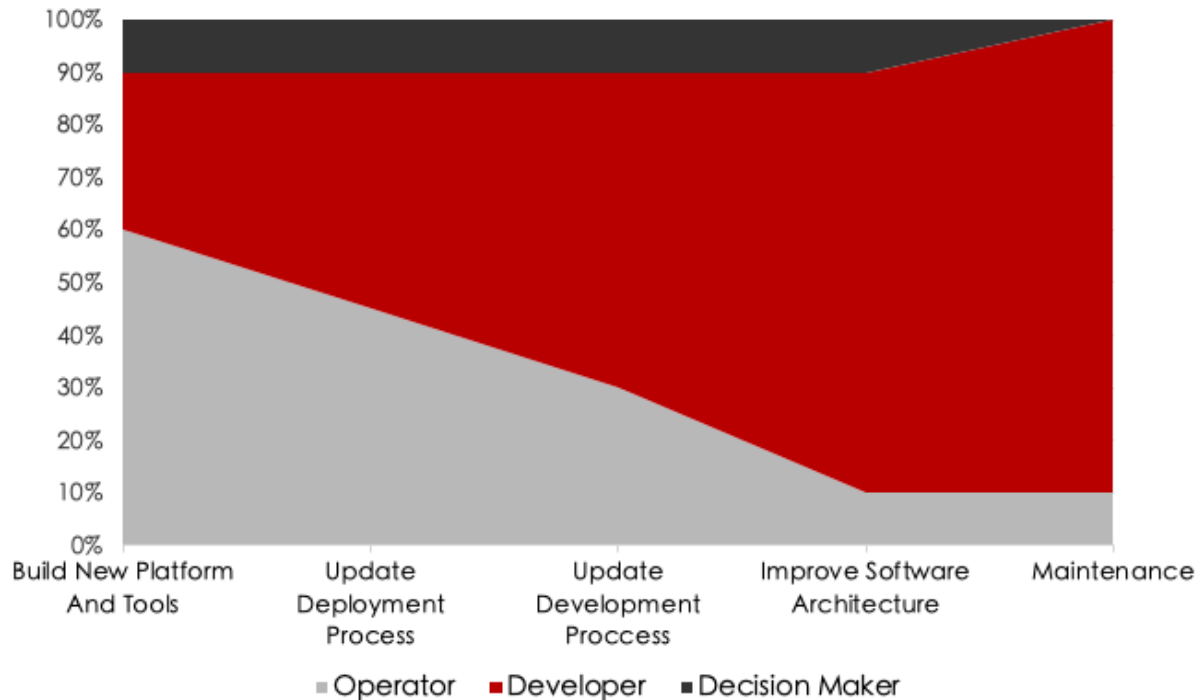 100%
90%
80%
70%
60%
50%
40%
30%
20%
10%
0%
Build New Platform
And Tools
Update
Deployment
Process
Update
Development
Proccess
Improve Software
Architecture
Maintenance
Operator
Developer
Decision Maker